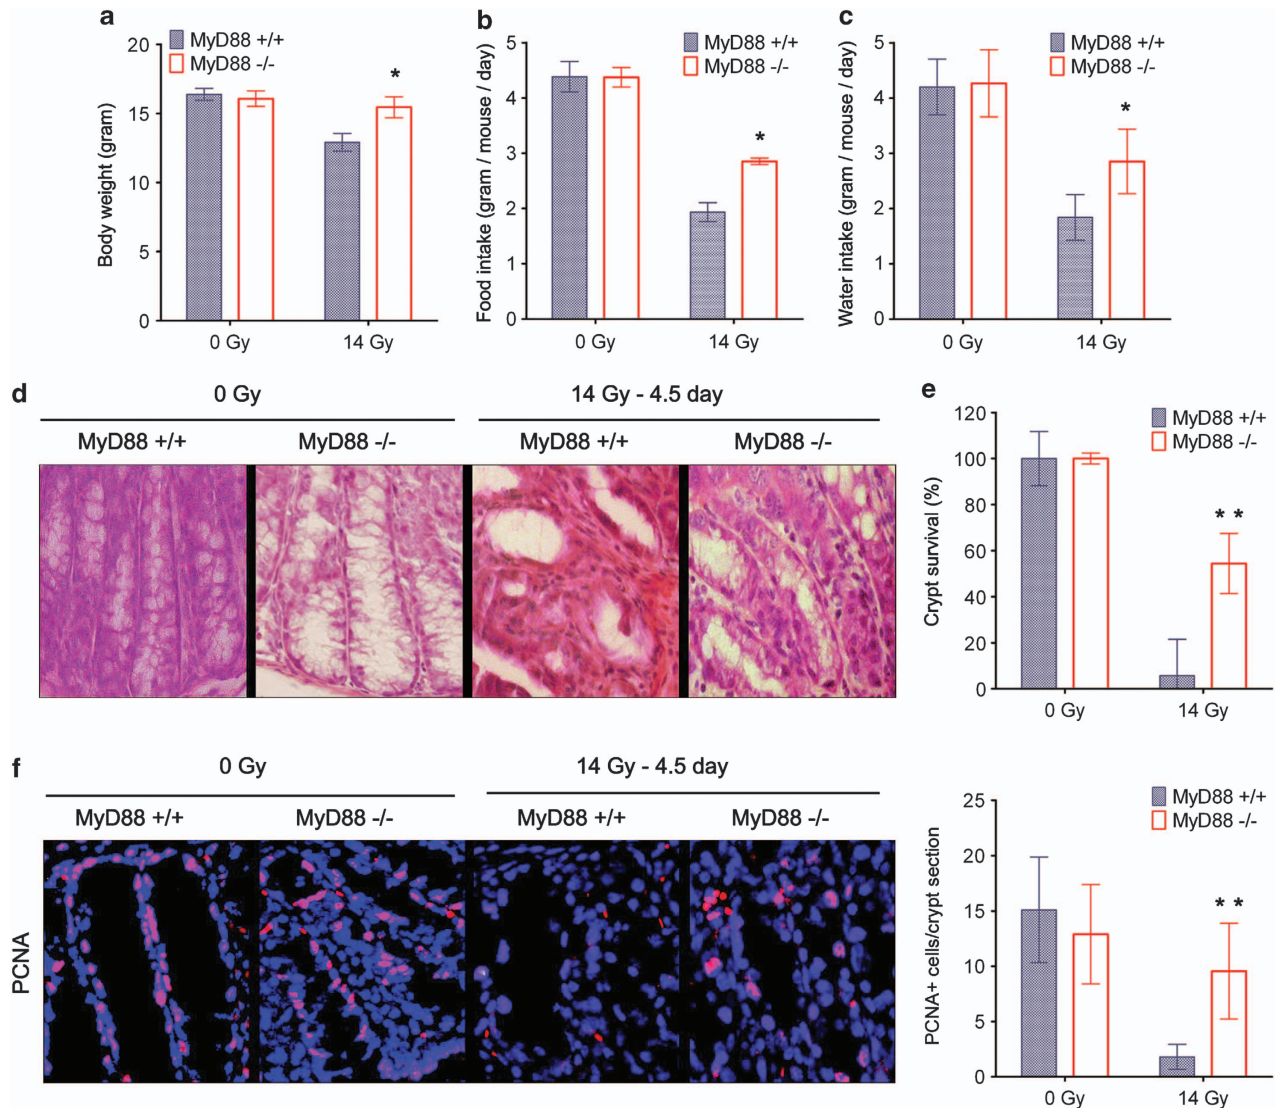 a
MyD88 +/+
MyD88 -/-
Body weight (gram)
20
15
10
5
0
*
0 Gy
14 Gy
b
MyD88 +/+
MyD88 -/-
Food intake (gram / mouse / day)
5
4
3
2
1
0
*
0 Gy
14 Gy
c
MyD88 +/+
MyD88 -/-
Water intake (gram / mouse / day)
5
4
3
2
1
0
*
0 Gy
14 Gy
d
0 Gy
14 Gy - 4.5 day
MyD88 +/+
MyD88 -/-
MyD88 +/+
MyD88 -/-
e
MyD88 +/+
MyD88 -/-
Crypt survival (%)
120
100
80
60
40
20
0
* *
0 Gy
14 Gy
f
0 Gy
14 Gy - 4.5 day
MyD88 +/+
MyD88 -/-
MyD88 +/+
MyD88 -/-
PCNA
MyD88 +/+
MyD88 -/-
PCNA+ cells/crypt section
25
20
15
10
5
0
* *
0 Gy
14 Gy